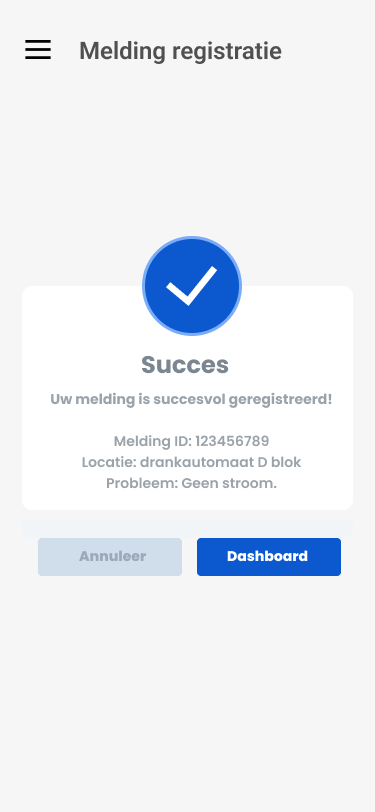 Melding registratie
Succes
Uw melding is succesvol geregistreerd!
Melding ID: 123456789
Locatie: drankautomaat D blok
Probleem: Geen stroom.
Annuleer
Dashboard